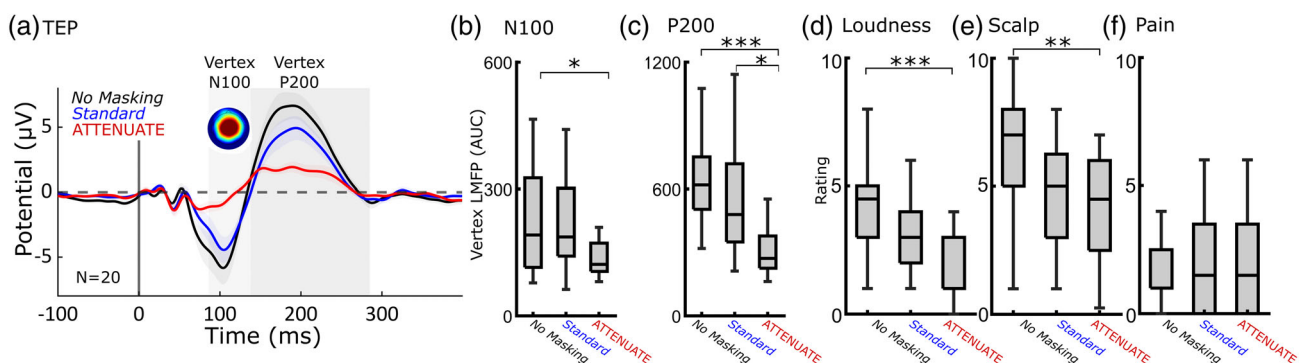 (a) TEP
Vertex N100
Vertex P200
No Masking
Standard
ATTENUATE
Potential (µV)
5
0
-5
N=20
-100 0 100 200 300
Time (ms)
(b) N100
*
Vertex LMFP (AUC)
600
300
0
No Masking
Standard
ATTENUATE
(c) P200
***
*
1200
600
0
No Masking
Standard
ATTENUATE
(d) Loudness
***
Rating
10
5
0
No Masking
Standard
ATTENUATE
(e) Scalp
**
10
5
0
No Masking
Standard
ATTENUATE
(f) Pain
10
5
0
No Masking
Standard
ATTENUATE